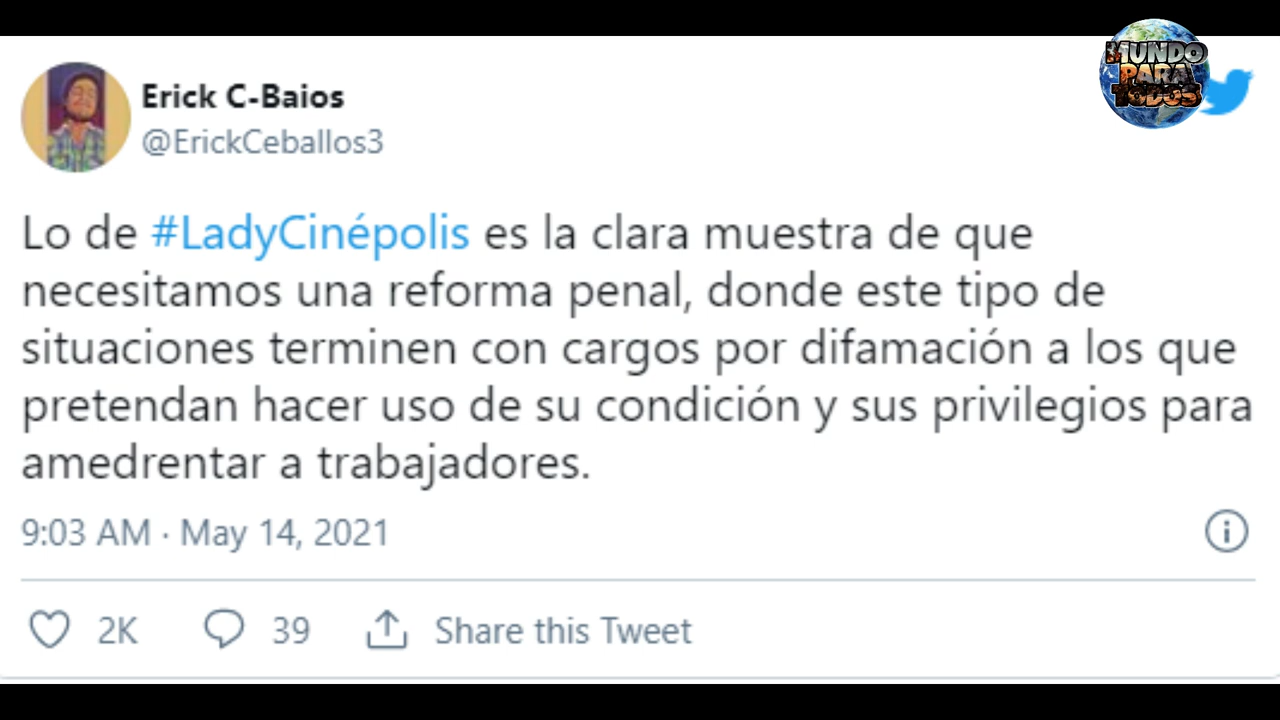 MUNDO
PARA
TODOS
Erick C-Baios
@ErickCeballos3
Lo de #LadyCinépolis es la clara muestra de que
necesitamos una reforma penal, donde este tipo de
situaciones terminen con cargos por difamación a los que
pretendan hacer uso de su condición y sus privilegios para
amedrentar a trabajadores.
9:03 AM · May 14, 2021
2K 39 Share this Tweet